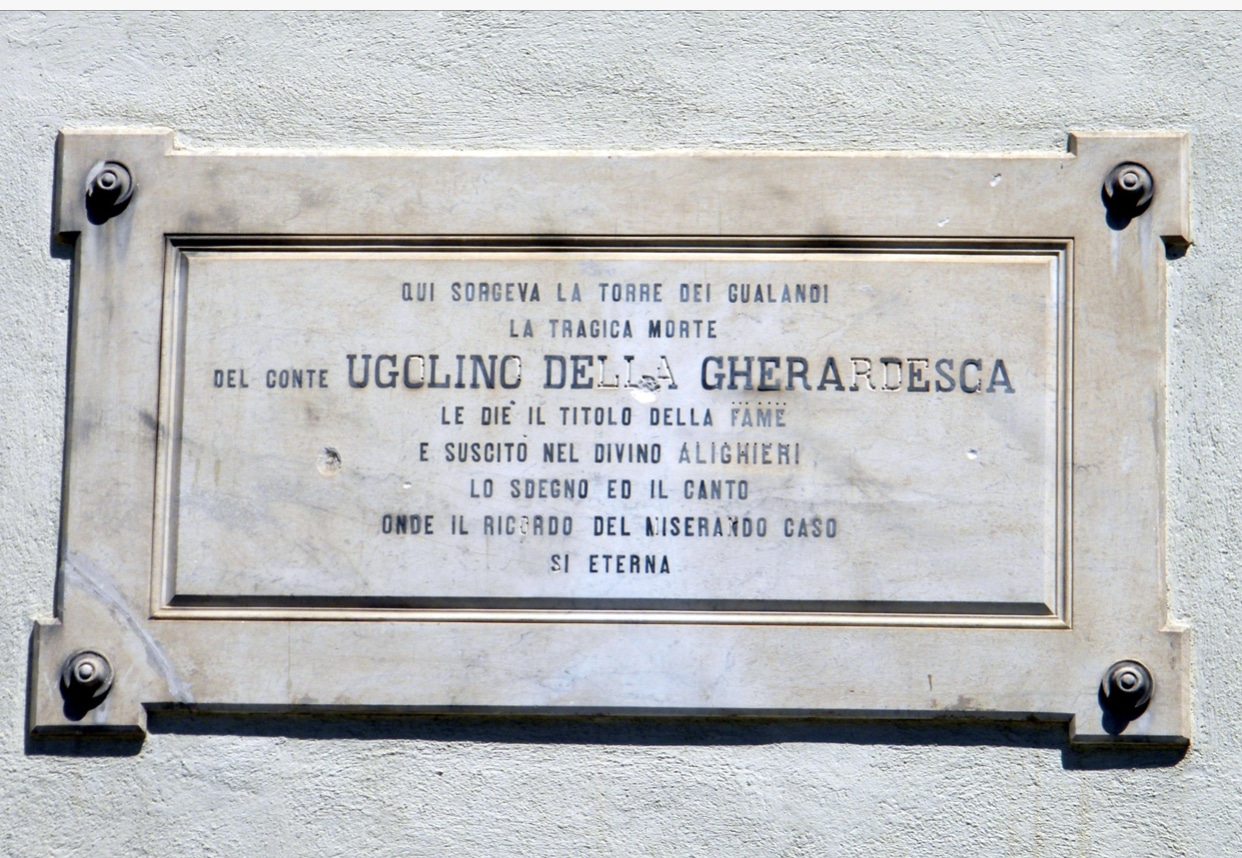 QUI SORGEVA LA TORRE DEI GUALANDI
LA TRAGICA MORTE
DEL CONTE UGOLINO DELLA GHERARDESCA
LE DIÈ IL TITOLO DELLA FAME
E SUSCITÒ NEL DIVINO ALIGHIERI
LO SDEGNO ED IL CANTO
ONDE IL RICORDO DEL MISERANDO CASO
SI ETERNA